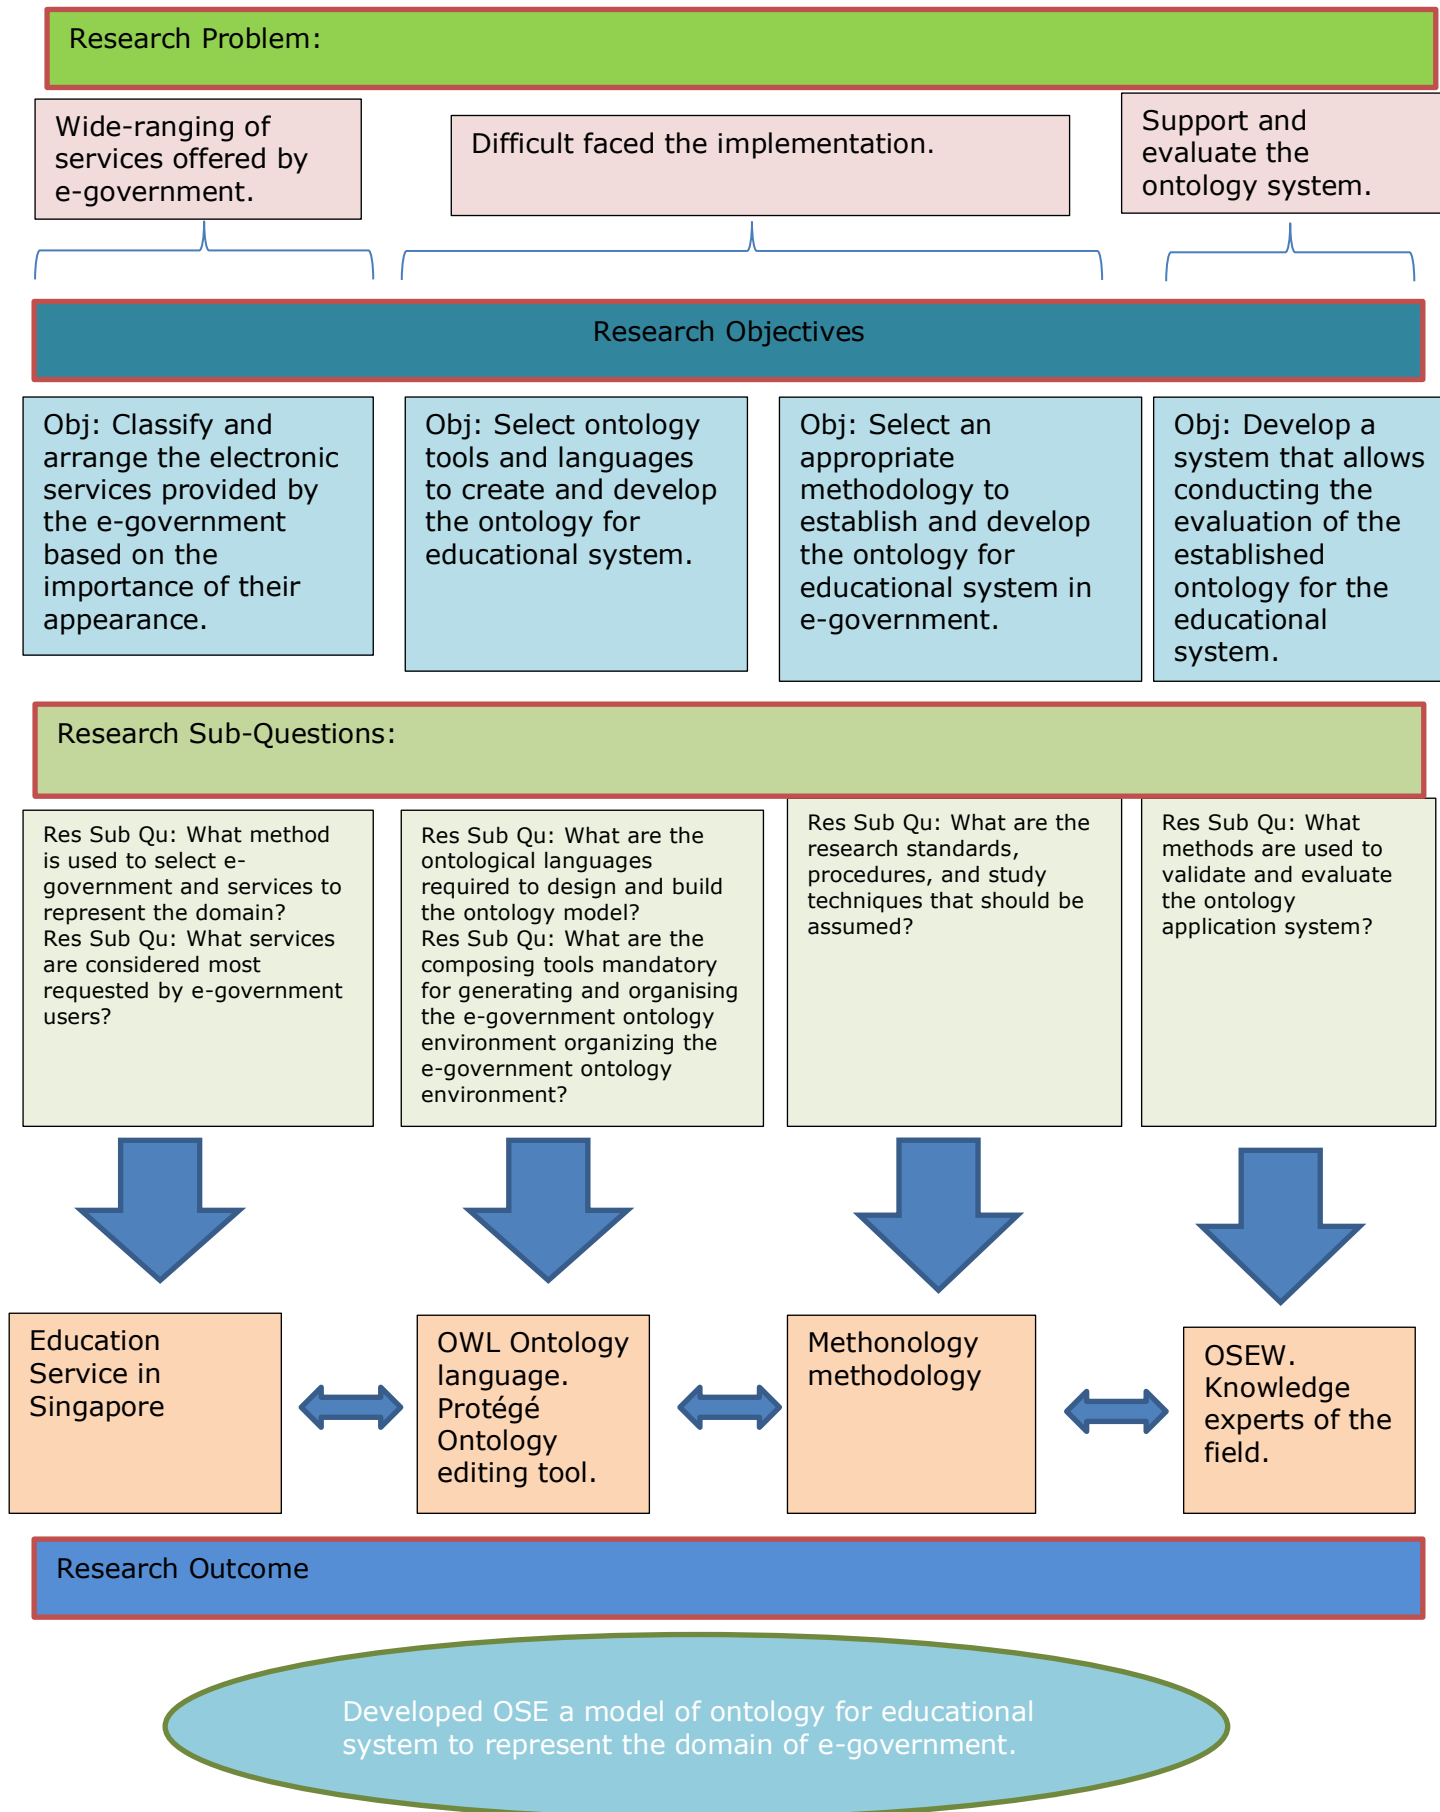 Research Problem:
Wide-ranging of
services offered by
e-government.
Difficult faced the implementation.
Support and
evaluate the
ontology system.
Research Objectives
Obj: Classify and
arrange the electronic
services provided by
the e-government
based on the
importance of their
appearance.
Obj: Select ontology
tools and languages
to create and develop
the ontology for
educational system.
Obj: Select an
appropriate
methodology to
establish and develop
the ontology for
educational system in
e-government.
Obj: Develop a
system that allows
conducting the
evaluation of the
established
ontology for the
educational
system.
Research Sub-Questions:
Res Sub Qu: What method
is used to select e-
government and services to
represent the domain?
Res Sub Qu: What services
are considered most
requested by e-government
users?
Res Sub Qu: What are the
ontological languages
required to design and build
the ontology model?
Res Sub Qu: What are the
composing tools mandatory
for generating and organising
the e-government ontology
environment organizing the
e-government ontology
environment?
Res Sub Qu: What are the
research standards,
procedures, and study
techniques that should be
assumed?
Res Sub Qu: What
methods are used to
validate and evaluate
the ontology
application system?
Education
Service in
Singapore
OWL Ontology
language.
Protégé
Ontology
editing tool.
Methonology
methodology
OSEW.
Knowledge
experts of the
field.
Research Outcome
Developed OSE a model of ontology for educational
system to represent the domain of e-government.